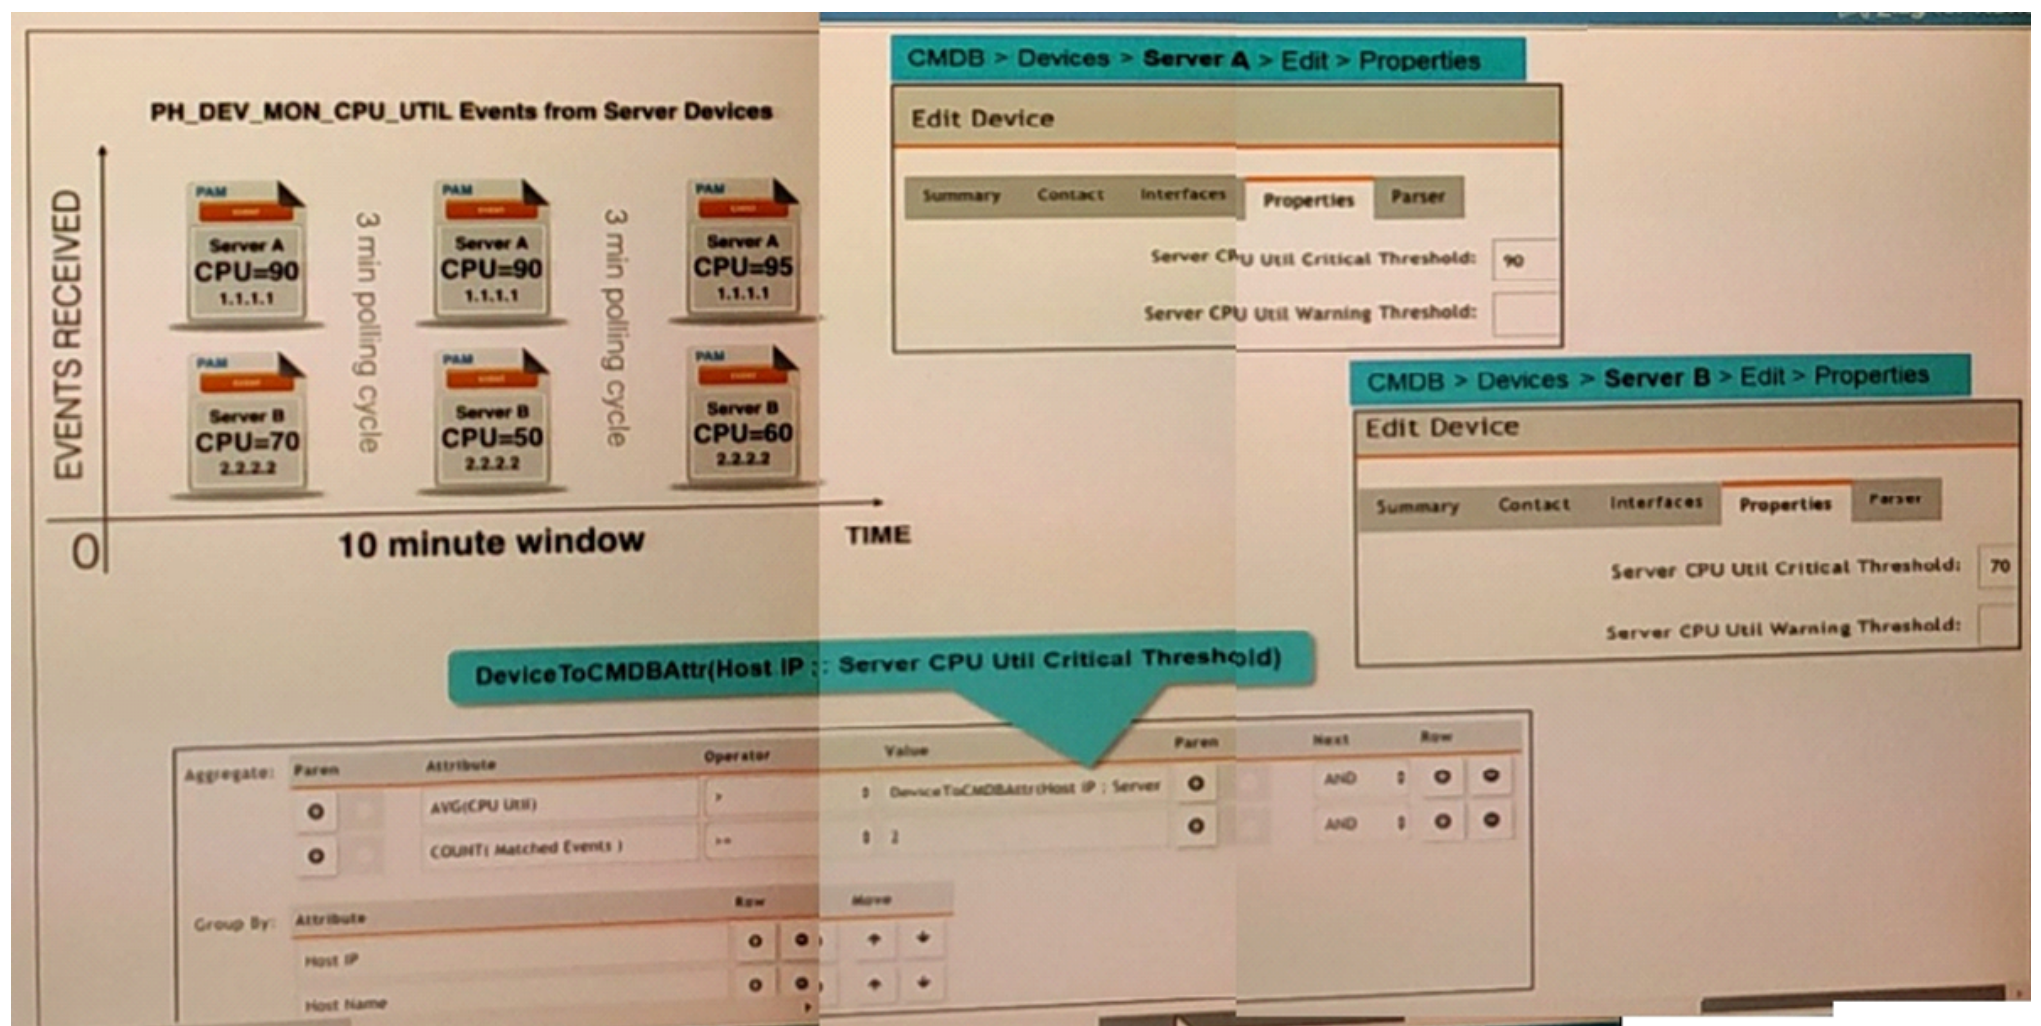 CMDB > Devices > Server A > Edit > Properties
Edit Device
Summary Contact Interfaces Properties Parser
Server CPU Util Critical Threshold: 90
Server CPU Util Warning Threshold:
PH_DEV_MON_CPU_UTIL Events from Server Devices
EVENTS RECEIVED
PAM
EVENT
Server A
CPU=90
1.1.1.1
3 min polling cycle
PAM
EVENT
Server A
CPU=90
1.1.1.1
3 min polling cycle
PAM
EVENT
Server A
CPU=95
1.1.1.1
PAM
EVENT
Server B
CPU=70
2.2.2.2
PAM
EVENT
Server B
CPU=50
2.2.2.2
PAM
EVENT
Server B
CPU=60
2.2.2.2
0
10 minute window
TIME
CMDB > Devices > Server B > Edit > Properties
Edit Device
Summary Contact Interfaces Properties Parser
Server CPU Util Critical Threshold: 70
Server CPU Util Warning Threshold:
DeviceToCMDBAttr(Host IP : : Server CPU Util Critical Threshold)
Aggregate: Paren Attribute Operator Value Paren Next Row
AVG(CPU Util) > DeviceToCMDBAttr(Host IP : Server AND
COUNT( Matched Events ) >= 2 AND
Group By: Attribute Row Move
Host IP
Host Name